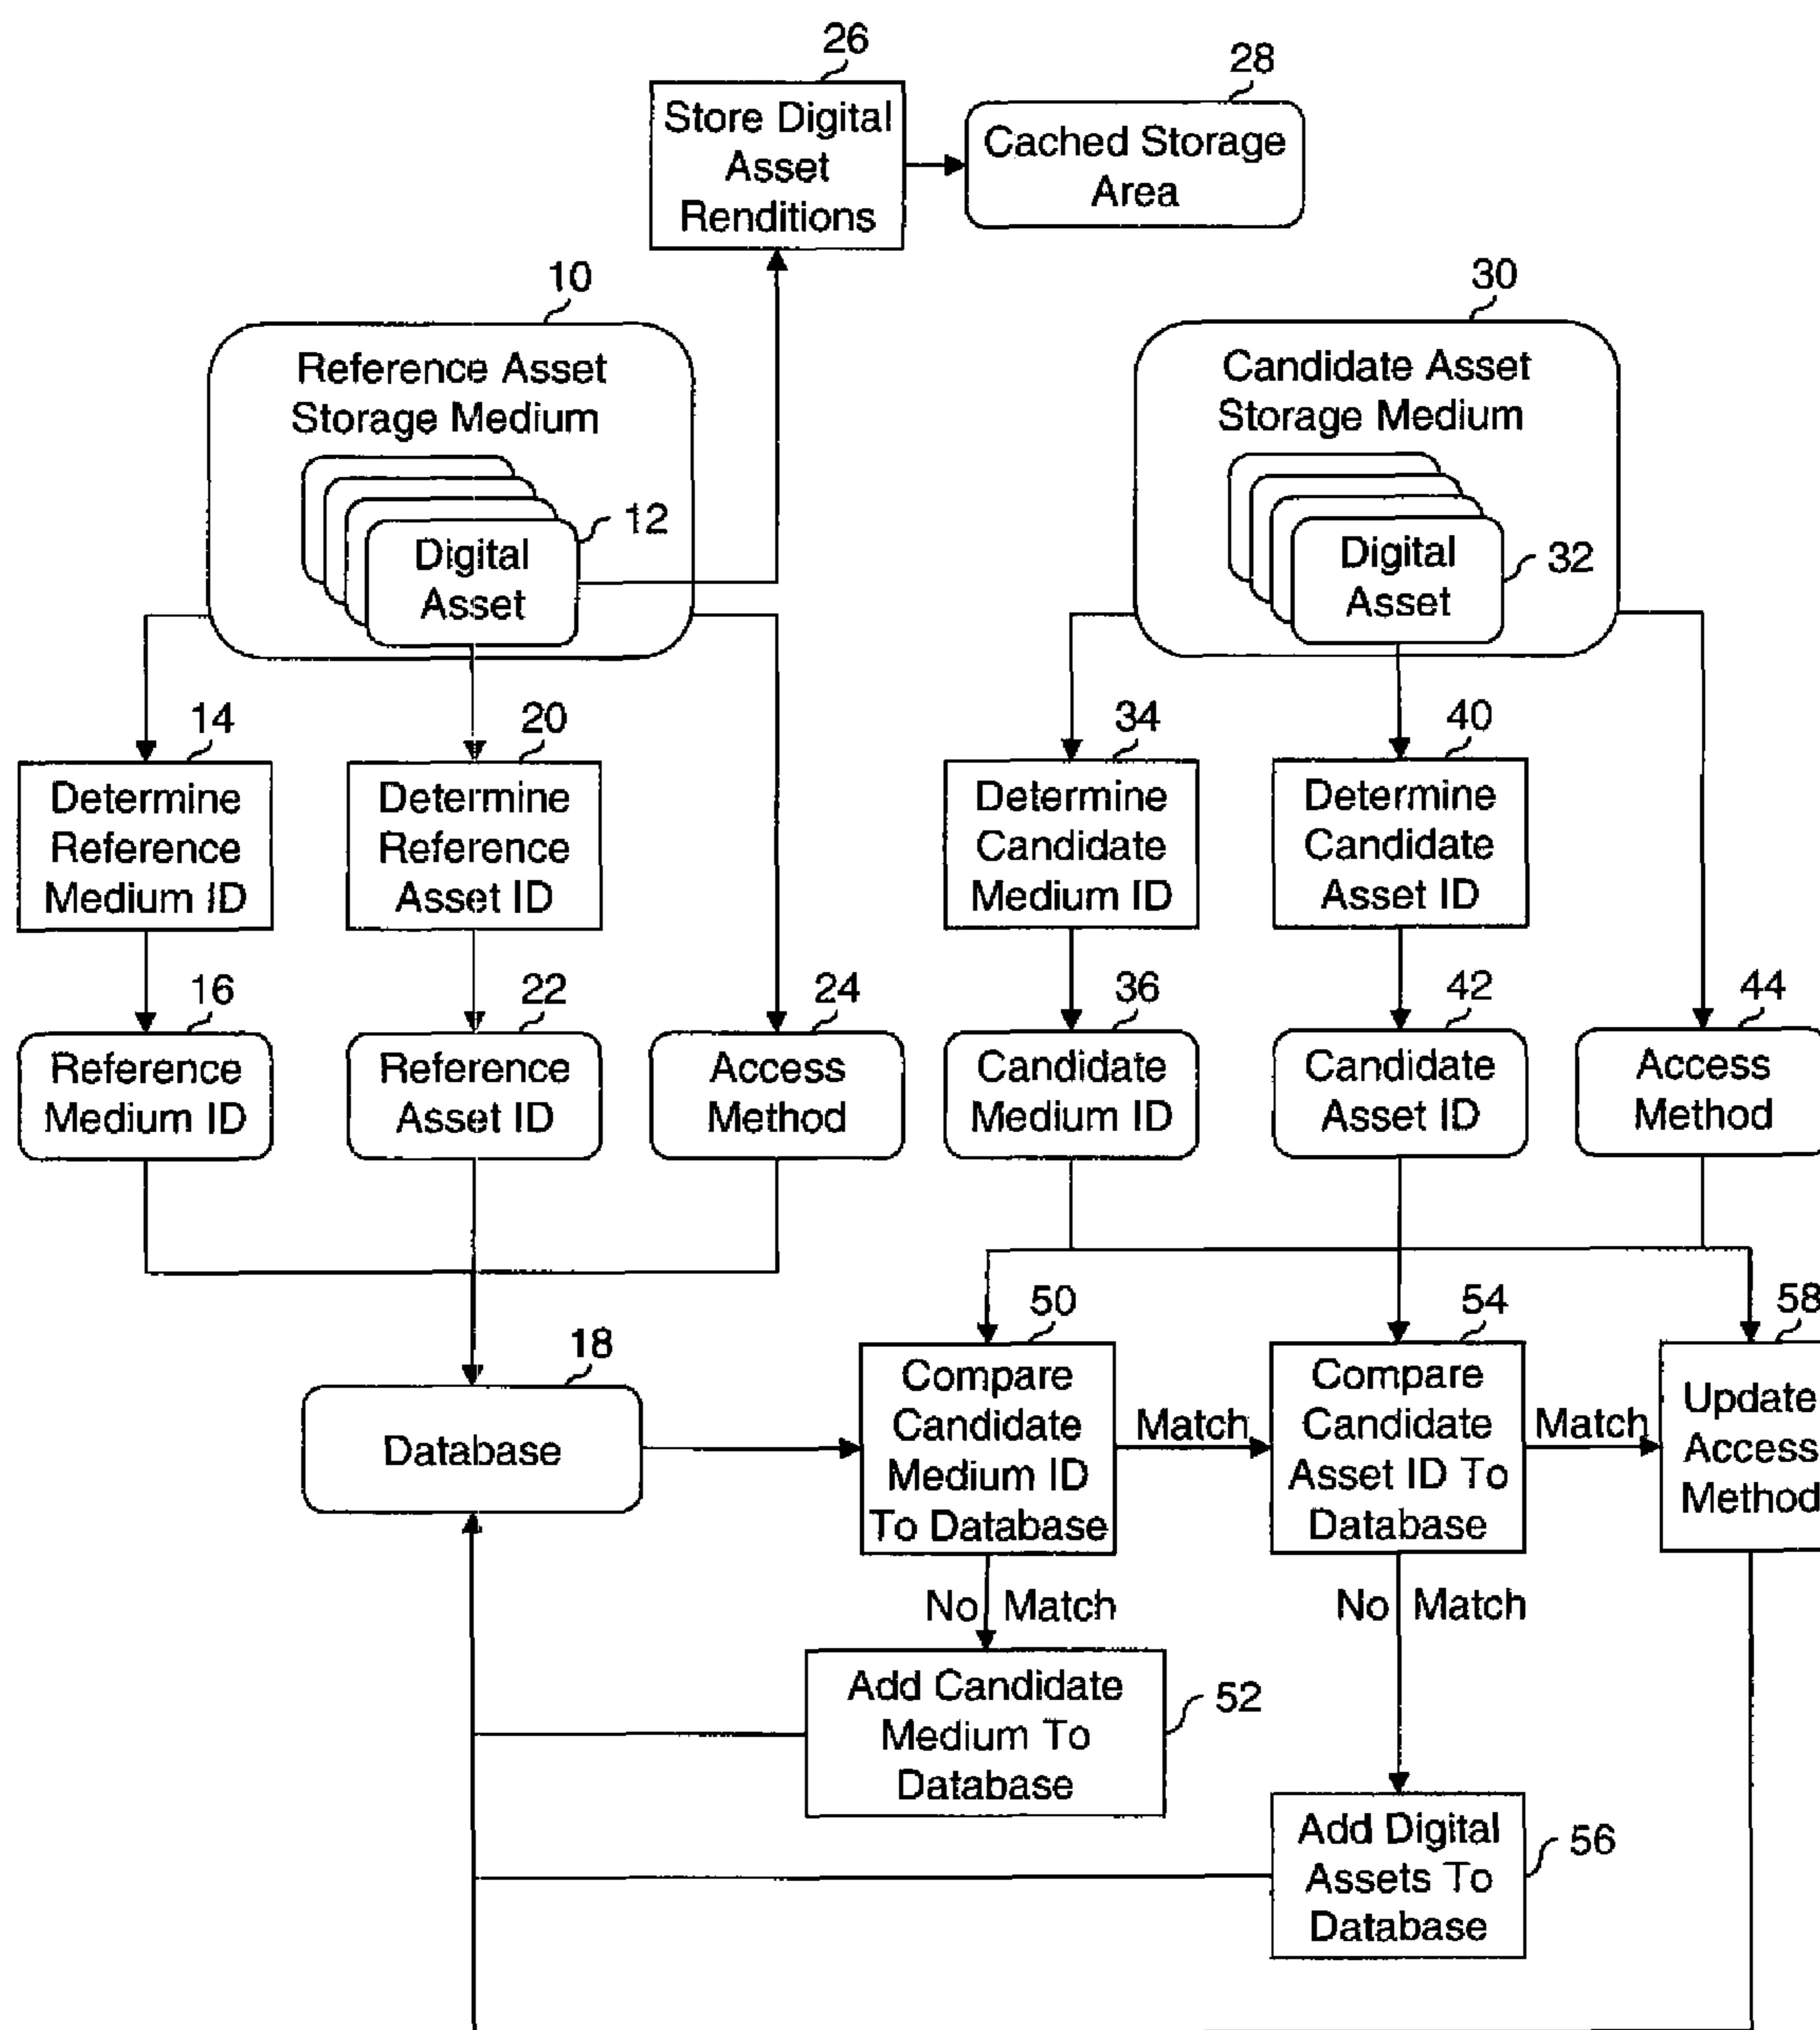 26
Store Digital
Asset
Renditions
28
Cached Storage
Area
10
Reference Asset
Storage Medium
12
Digital
Asset
30
Candidate Asset
Storage Medium
Digital
Asset
32
14
Determine
Reference
Medium ID
20
Determine
Reference
Asset ID
34
Determine
Candidate
Medium ID
40
Determine
Candidate
Asset ID
16
Reference
Medium ID
22
Reference
Asset ID
24
Access
Method
36
Candidate
Medium ID
42
Candidate
Asset ID
44
Access
Method
18
Database
50
Compare
Candidate
Medium ID
To Database
Match
54
Compare
Candidate
Asset ID To
Database
Match
58
Update
Access
Method
No Match
No Match
Add Candidate
Medium To
Database
52
Add Digital
Assets To
Database
56